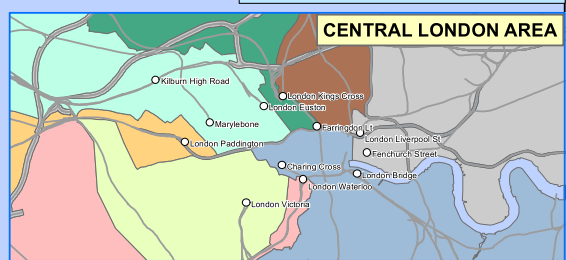 CENTRAL LONDON AREA
Kilburn High Road
London Kings Cross
London Euston
Marylebone
Farringdon Lt
London Liverpool St
London Paddington
Fenchurch Street
Charing Cross
London Bridge
London Waterloo
London Victoria